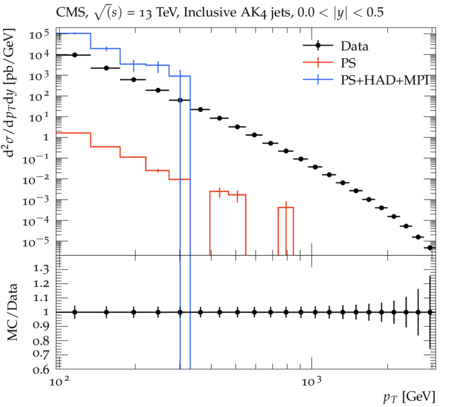 CMS, √(s) = 13 TeV, Inclusive AK4 jets, 0.0 < |y| < 0.5
Data
PS
PS+HAD+MPI
d²σ/dp_T dy [pb/GeV]
10⁵
10⁴
10³
10²
10¹
1
10⁻¹
10⁻²
10⁻³
10⁻⁴
10⁻⁵
MC/Data
1.3
1.2
1.1
1
0.9
0.8
0.7
0.6
10² 10³
p_T [GeV]